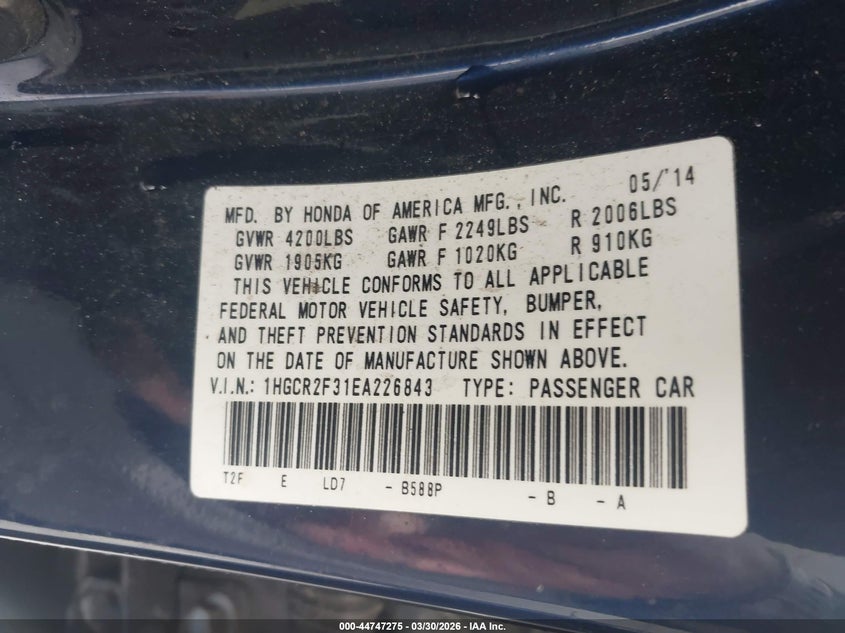 05/'14
MFD. BY HONDA OF AMERICA MFG., INC.
GVWR 4200LBS GAWR F 2249LBS R 2006LBS
GVWR 1905KG GAWR F 1020KG R 910KG
THIS VEHICLE CONFORMS TO ALL APPLICABLE
FEDERAL MOTOR VEHICLE SAFETY, BUMPER,
AND THEFT PREVENTION STANDARDS IN EFFECT
ON THE DATE OF MANUFACTURE SHOWN ABOVE.
V.I.N.: 1HGCR2F31EA226843 TYPE: PASSENGER CAR
T2F E LD7 - B588P - B - A
000-44747275 - 03/30/2026 - IAA Inc.